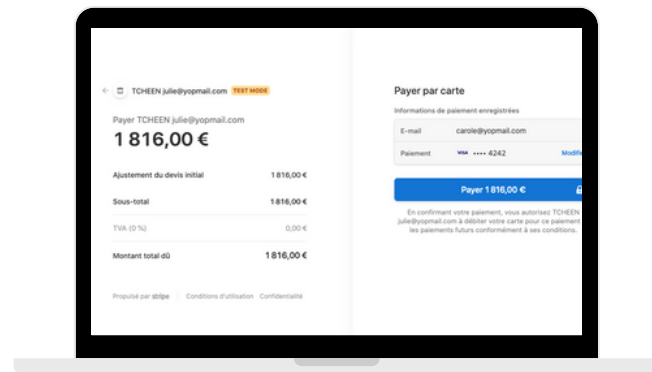 TCHEEN julie@yopmail.com TEST MODE
Payer TCHEEN julie@yopmail.com
1 816,00 €
Ajustement du devis initial 1 816,00 €
Sous-total 1 816,00 €
TVA (0 %) 0,00 €
Montant total dû 1 816,00 €
Propulsé par stripe Conditions d'utilisation Confidentialité
Payer par carte
Informations de paiement enregistrées
E-mail carole@yopmail.com
Paiement VISA •••• 4242 Modifie
Payer 1 816,00 €
En confirmant votre paiement, vous autorisez TCHEEN
julie@yopmail.com à débiter votre carte pour ce paiement
les paiements futurs conformément à ses conditions.